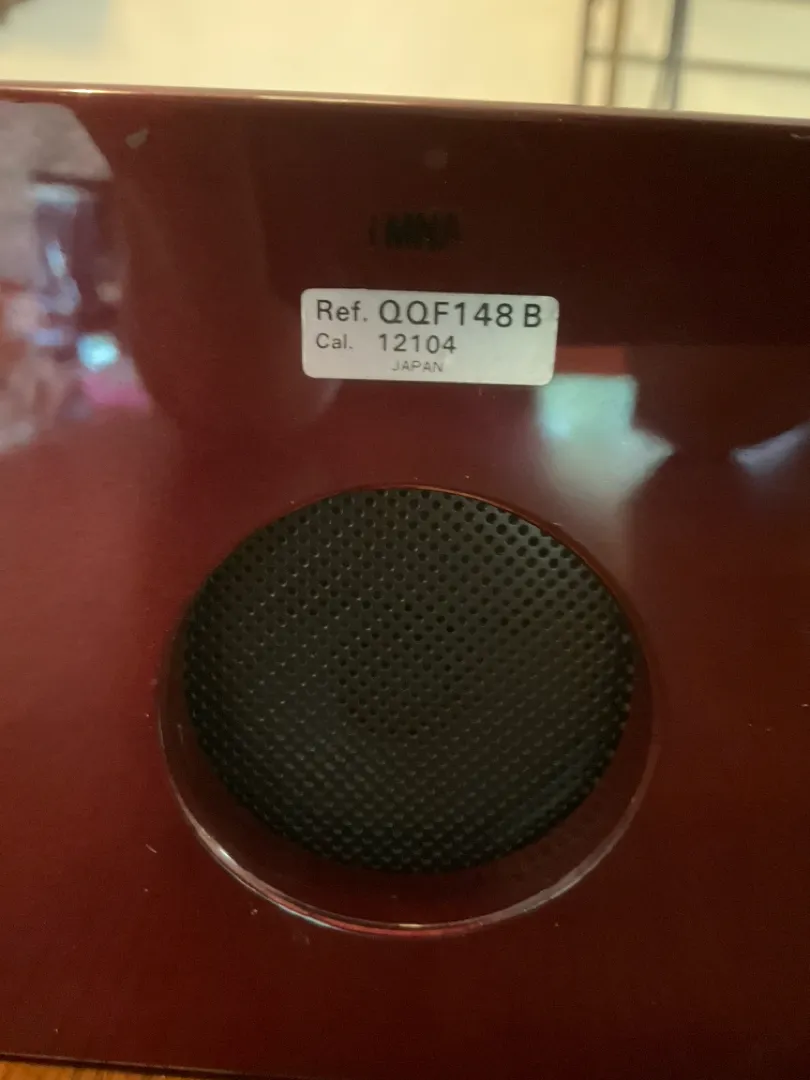 Ref. QQF148 B
Cal. 12104
JAPAN